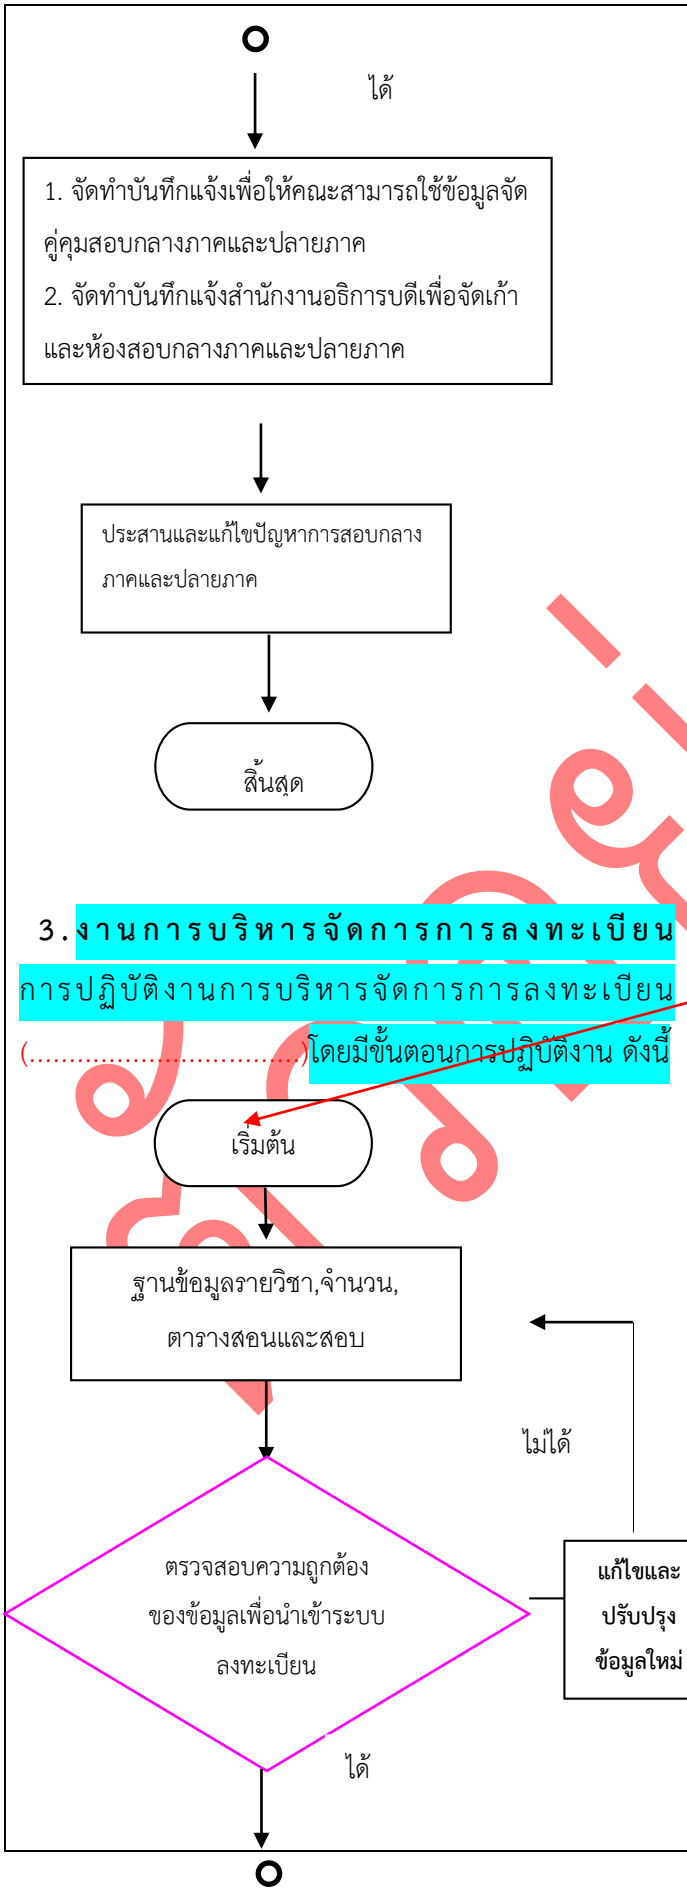 ได้
1. จัดทำบันทึกแจ้งเพื่อให้คณะสามารถใช้ข้อมูลจัด
คู่คุมสอบกลางภาคและปลายภาค
2. จัดทำบันทึกแจ้งสำนักงานอธิการบดีเพื่อจัดเก้า
และห้องสอบกลางภาคและปลายภาค
ประสานและแก้ไขปัญหาการสอบกลาง
ภาคและปลายภาค
สิ้นสุด
3.งานการบริหารจัดการการลงทะเบียน
การปฏิบัติงานการบริหารจัดการการลงทะเบียน
(..................................)โดยมีขั้นตอนการปฏิบัติงาน ดังนี้
เริ่มต้น
ฐานข้อมูลรายวิชา,จำนวน,
ตารางสอนและสอบ
ไม่ได้
ตรวจสอบความถูกต้อง
ของข้อมูลเพื่อนำเข้าระบบ
ลงทะเบียน
แก้ไขและ
ปรับปรุง
ข้อมูลใหม่
ได้